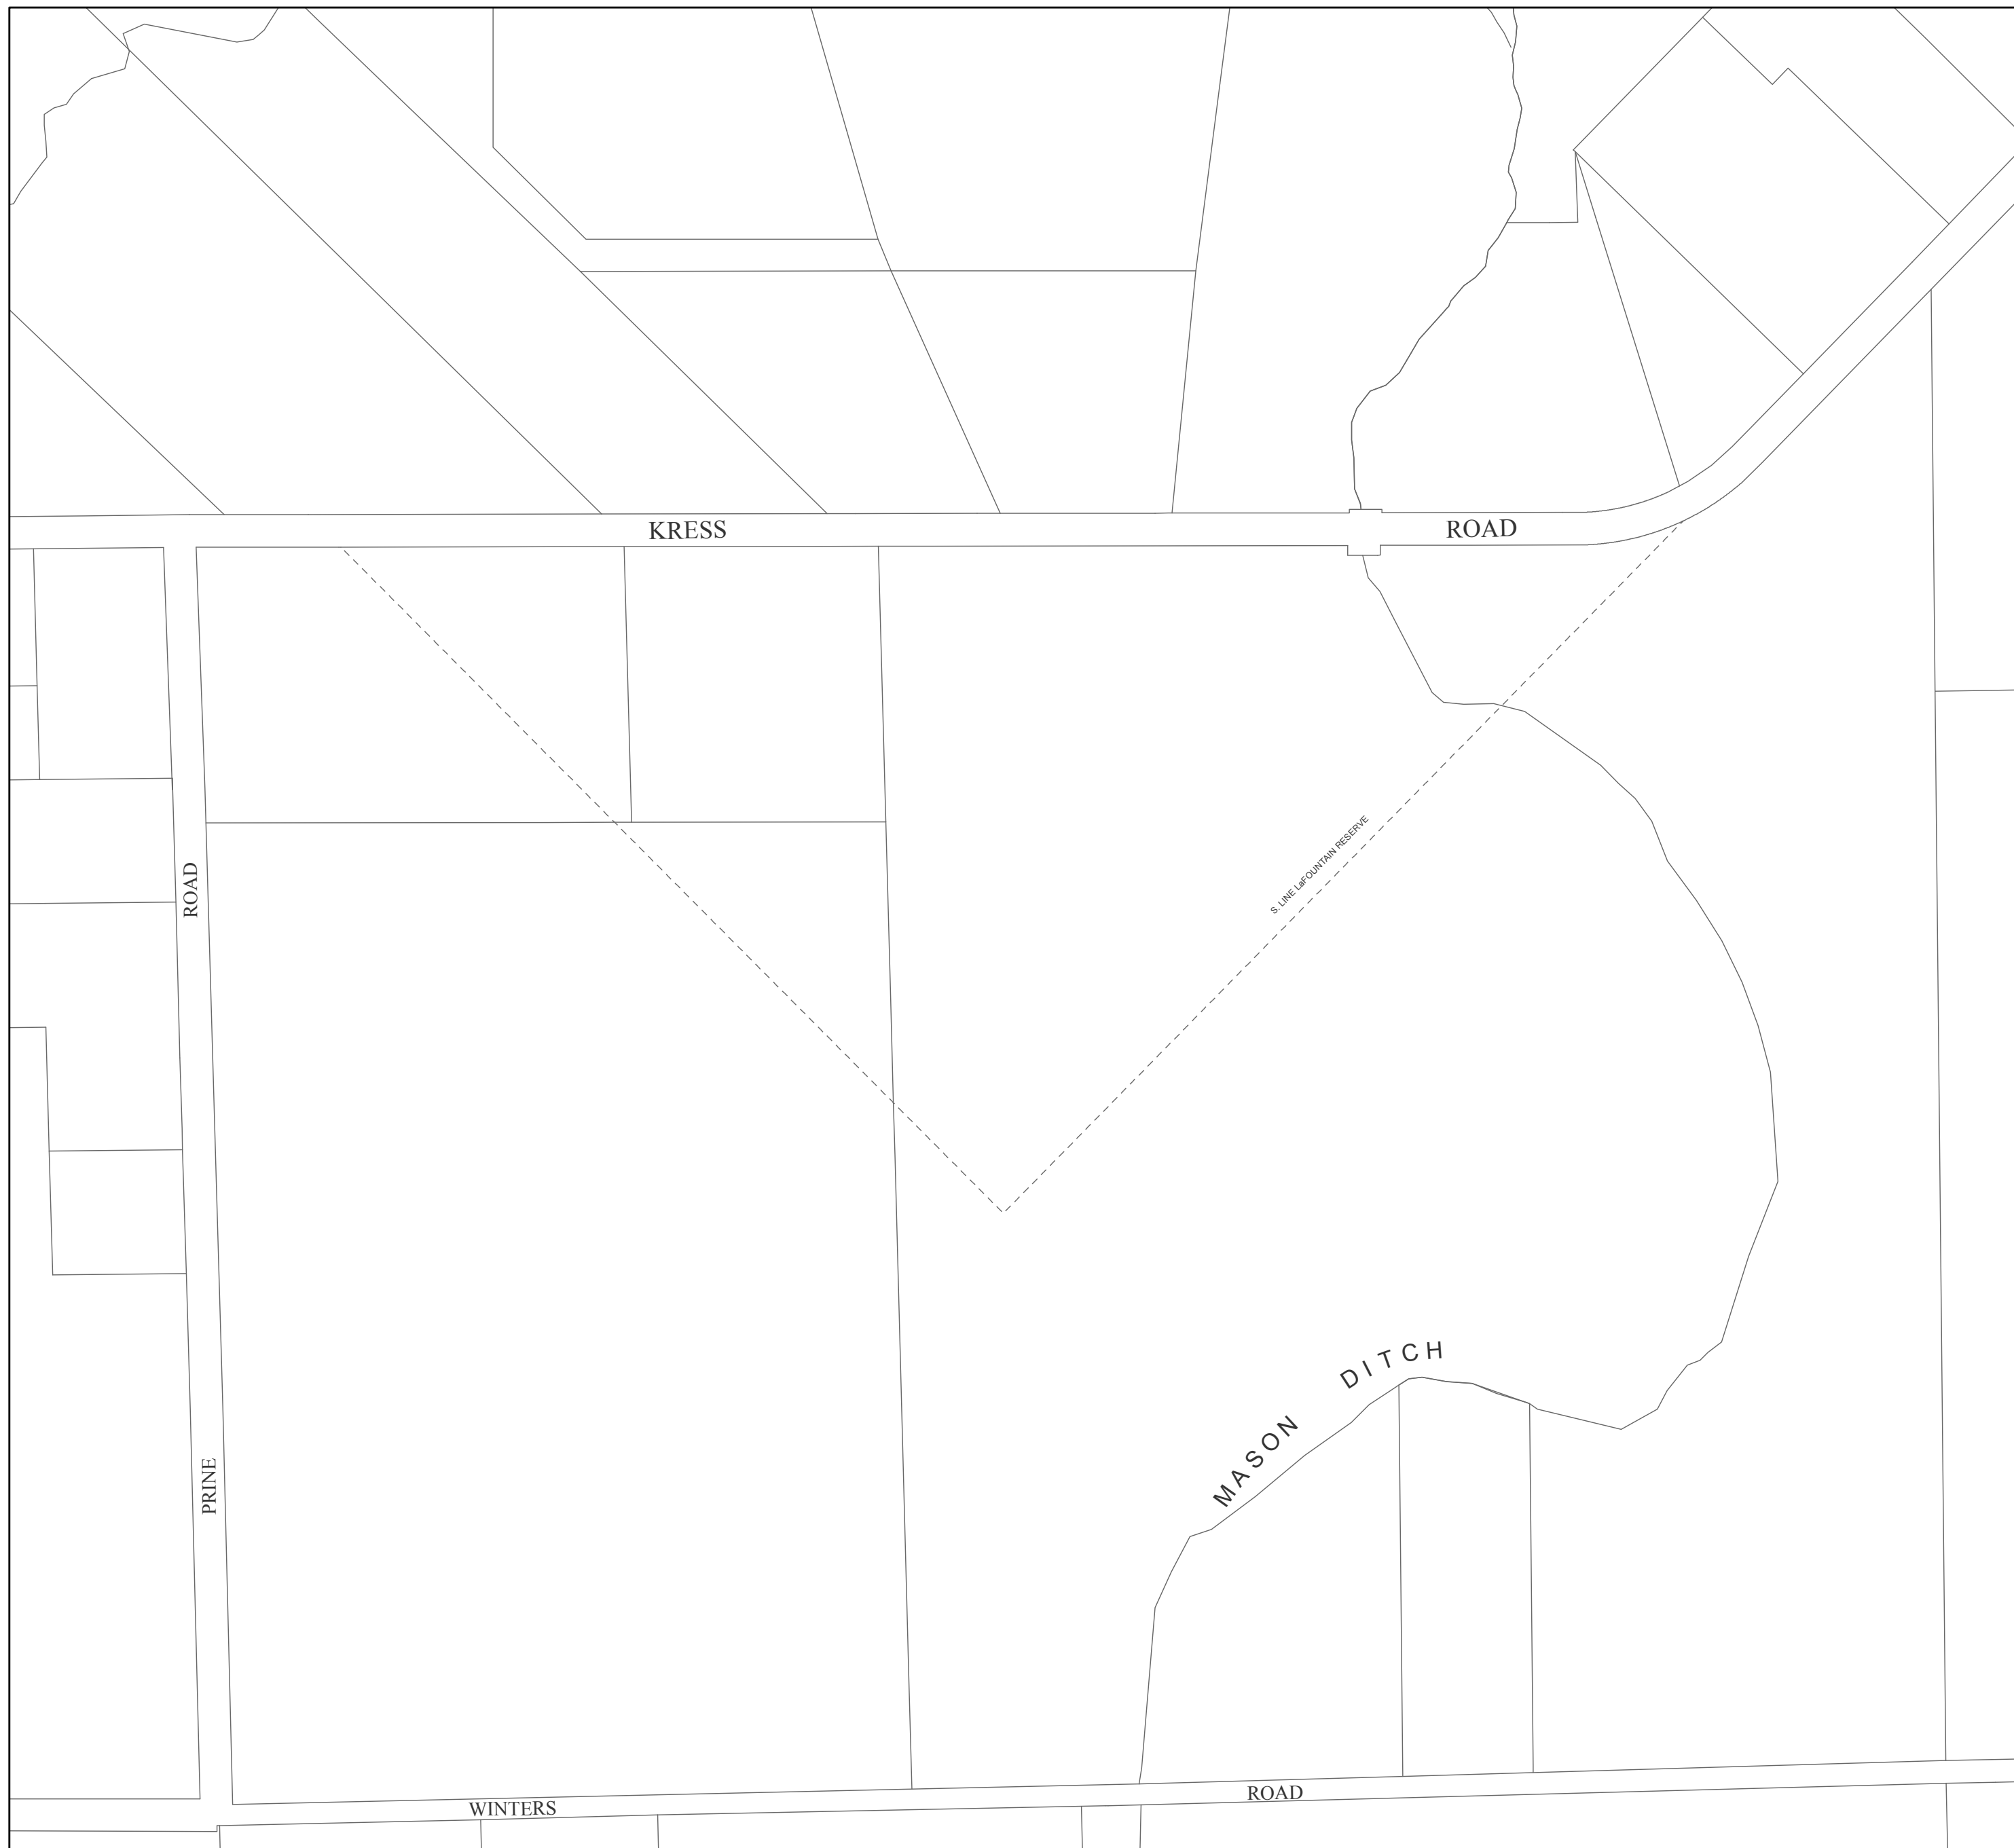 KRESS ROAD
ROAD
S. LINE LaFOUNTAIN RESERVE
MASON DITCH
PRINE
WINTERS ROAD